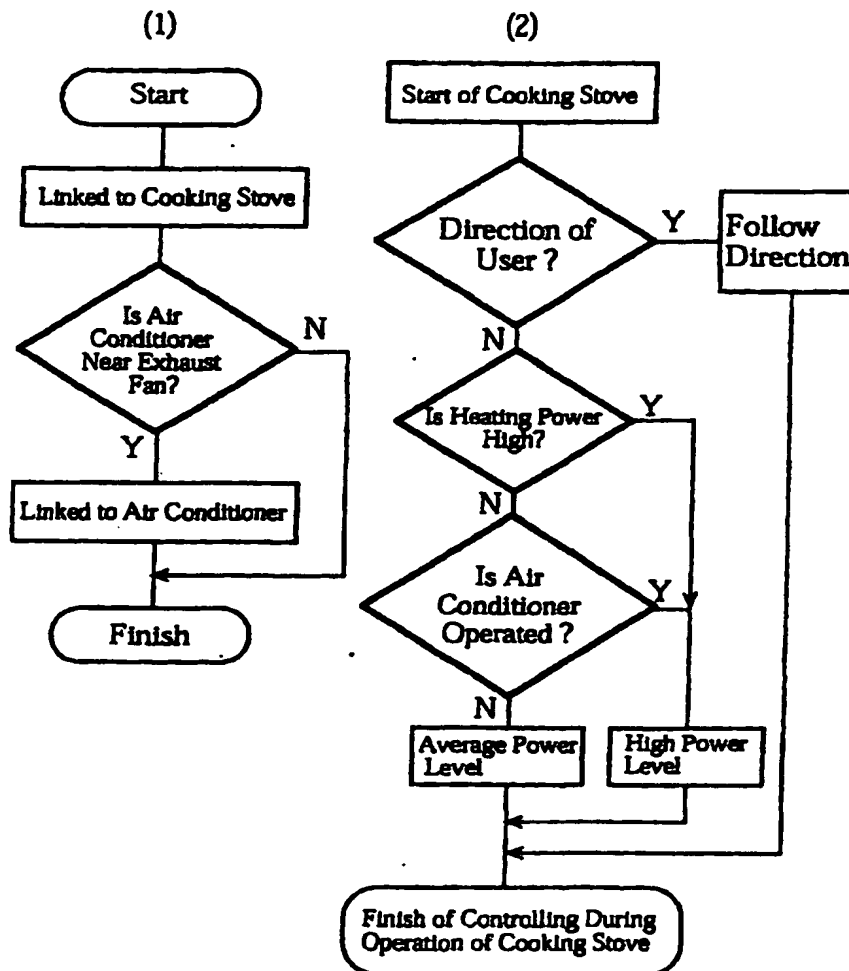 (1)
Start
Linked to Cooking Stove
Is Air
Conditioner
Near Exhaust
Fan?
N
Y
Linked to Air Conditioner
Finish
(2)
Start of Cooking Stove
Direction of
User ?
Y
Follow
Direction
N
Is Heating Power
High?
Y
N
Is Air
Conditioner
Operated ?
Y
N
Average Power
Level
High Power
Level
Finish of Controlling During
Operation of Cooking Stove